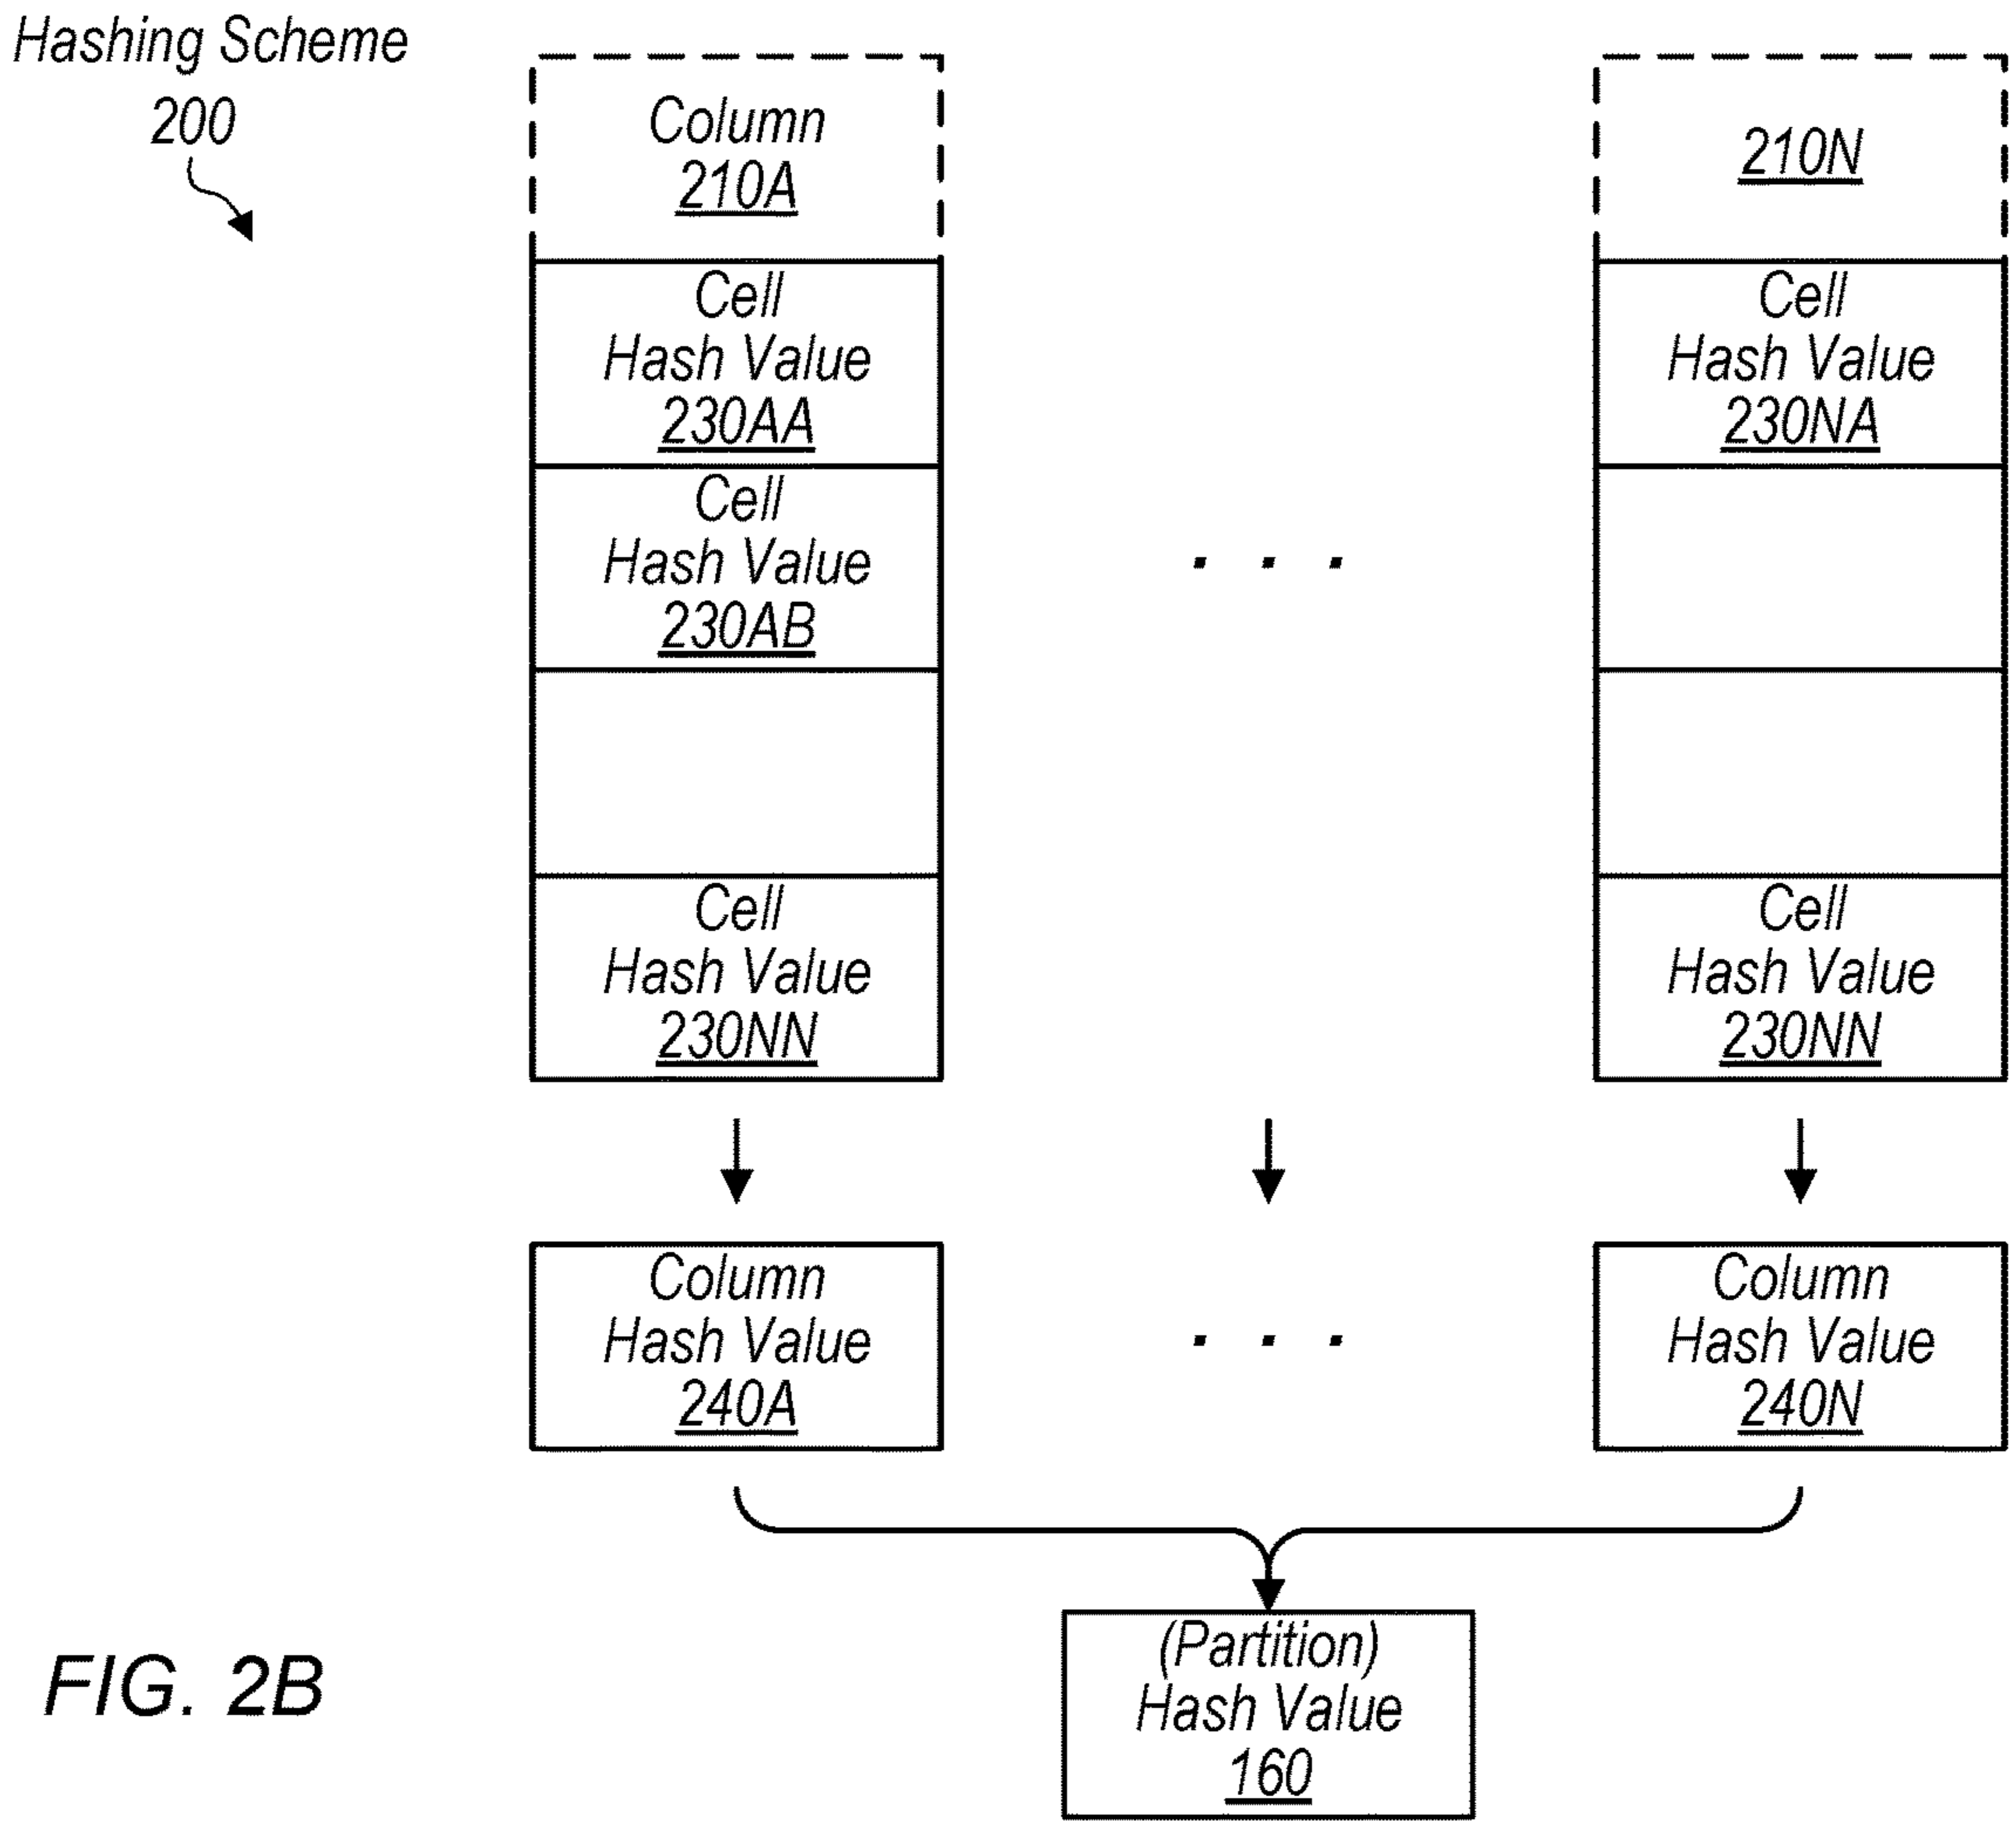 Hashing Scheme
200
Column
210A
210N
Cell
Hash Value
230AA
Cell
Hash Value
230NA
Cell
Hash Value
230AB
. . .
Cell
Hash Value
230NN
Cell
Hash Value
230NN
Column
Hash Value
240A
. . .
Column
Hash Value
240N
(Partition)
Hash Value
160
FIG. 2B